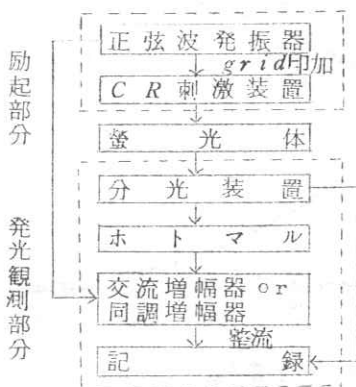 正弦波発振器
grid印加
CR刺激装置
螢光体
分光装置
ホトマル
交流増幅器or
同調増幅器
整流
記録
励起部分
発光観測部分